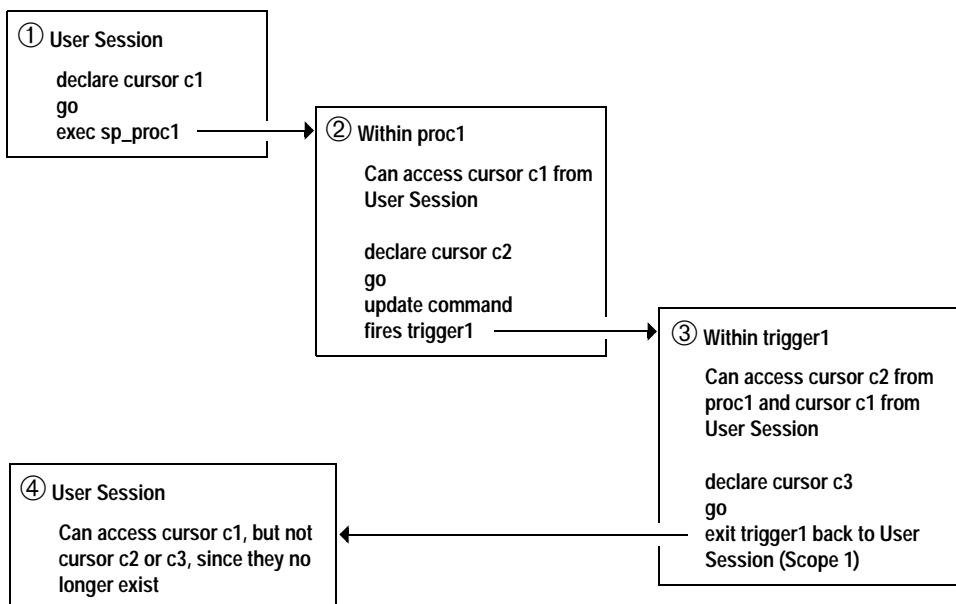 ① User Session
declare cursor c1
go
exec sp_proc1
② Within proc1
Can access cursor c1 from
User Session
declare cursor c2
go
update command
fires trigger1
③ Within trigger1
Can access cursor c2 from
proc1 and cursor c1 from
User Session
declare cursor c3
go
exit trigger1 back to User
Session (Scope 1)
④ User Session
Can access cursor c1, but not
cursor c2 or c3, since they no
longer exist